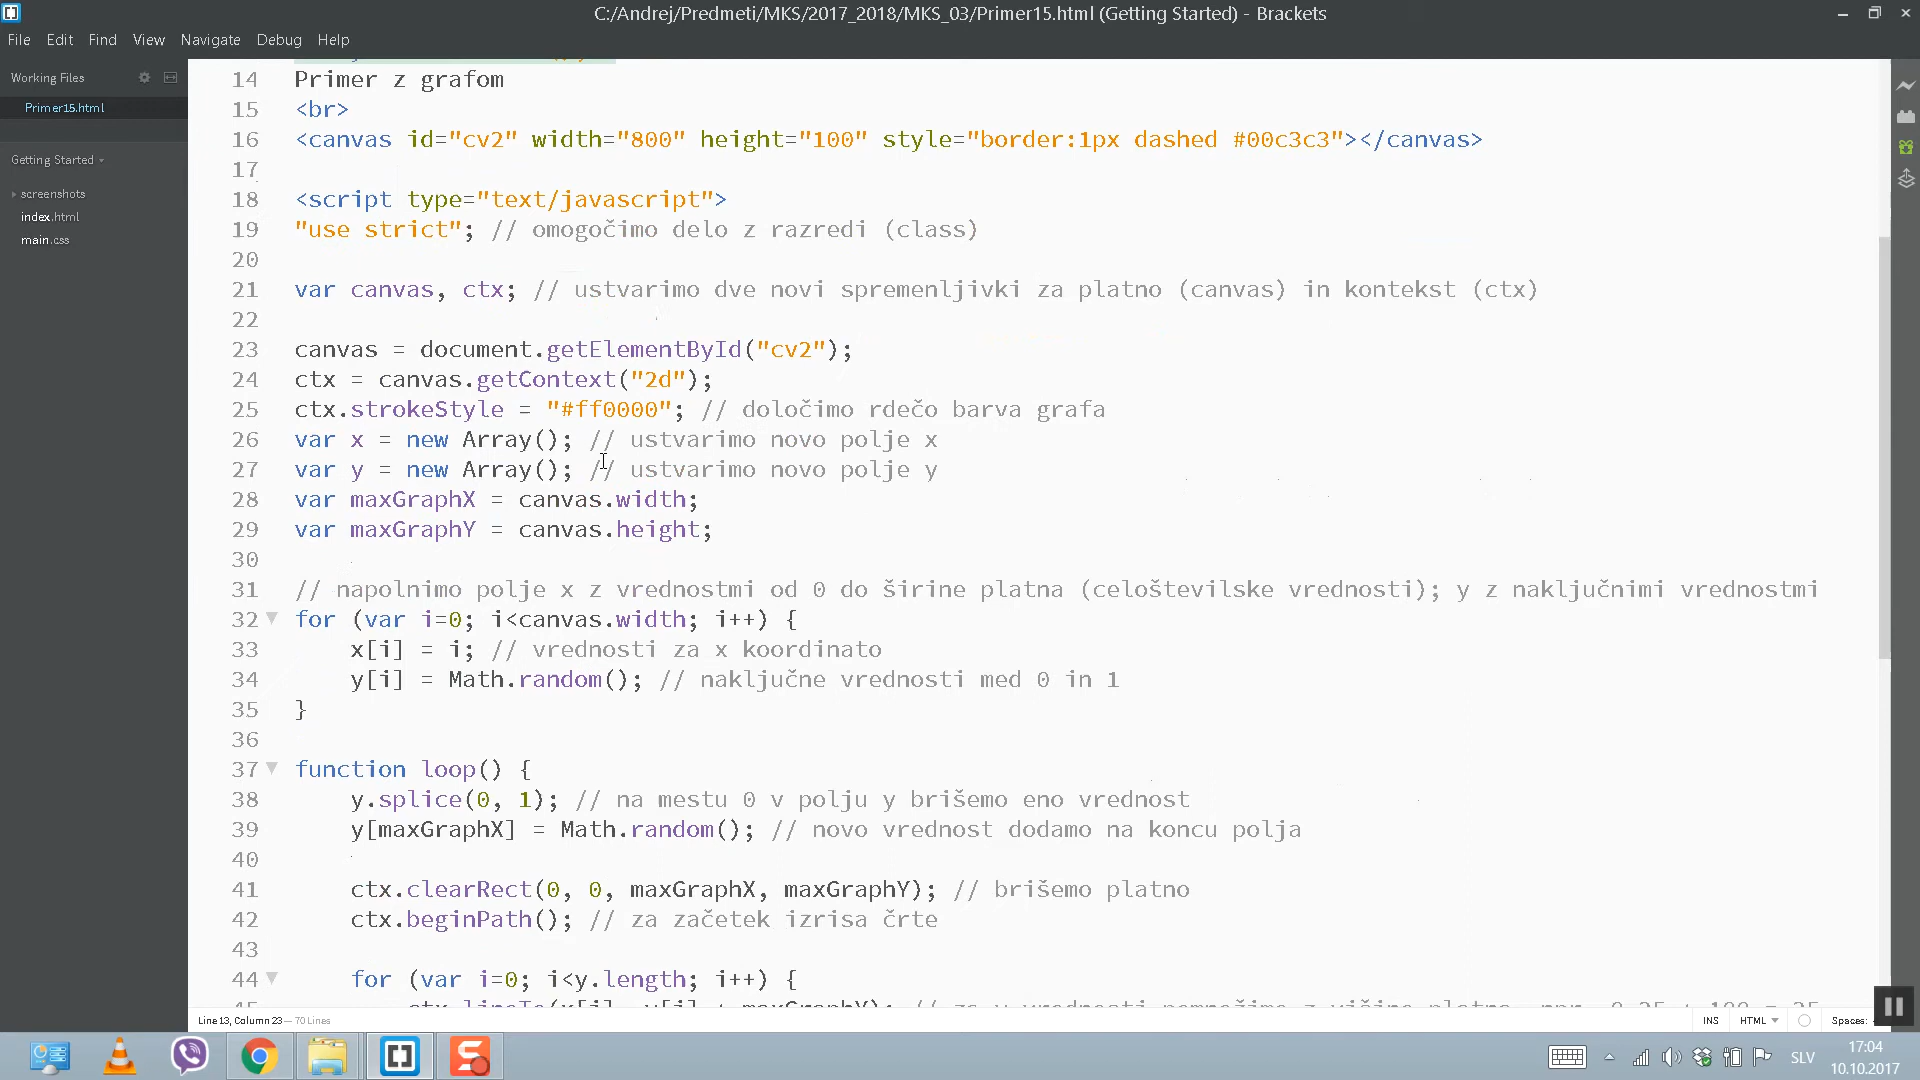 C:/Andrej/Predmeti/MKS/2017_2018/MKS_03/Primer15.html (Getting Started) - Brackets
File Edit Find View Navigate Debug Help
Working Files
Primer15.html
Getting Started
screenshots
index.html
main.css
14 Primer z grafom
15 <br>
16 <canvas id="cv2" width="800" height="100" style="border:1px dashed #00c3c3"></canvas>
17
18 <script type="text/javascript">
19 "use strict"; // omogočimo delo z razredi (class)
20
21 var canvas, ctx; // ustvarimo dve novi spremenljivki za platno (canvas) in kontekst (ctx)
22
23 canvas = document.getElementById("cv2");
24 ctx = canvas.getContext("2d");
25 ctx.strokeStyle = "#ff0000"; // določimo rdečo barva grafa
26 var x = new Array(); // ustvarimo novo polje x
27 var y = new Array(); // ustvarimo novo polje y
28 var maxGraphX = canvas.width;
29 var maxGraphY = canvas.height;
30
31 // napolnimo polje x z vrednostmi od 0 do širine platna (celoštevilske vrednosti); y z naključnimi vrednostmi
32 for (var i=0; i<canvas.width; i++) {
33 x[i] = i; // vrednosti za x koordinato
34 y[i] = Math.random(); // naključne vrednosti med 0 in 1
35 }
36
37 function loop() {
38 y.splice(0, 1); // na mestu 0 v polju y brišemo eno vrednost
39 y[maxGraphX] = Math.random(); // novo vrednost dodamo na koncu polja
40
41 ctx.clearRect(0, 0, maxGraphX, maxGraphY); // brišemo platno
42 ctx.beginPath(); // za začetek izrisa črte
43
44 for (var i=0; i<y.length; i++) {
Line 13, Column 23 — 70 Lines
INS HTML Spaces:
SLV
17:04
10.10.2017